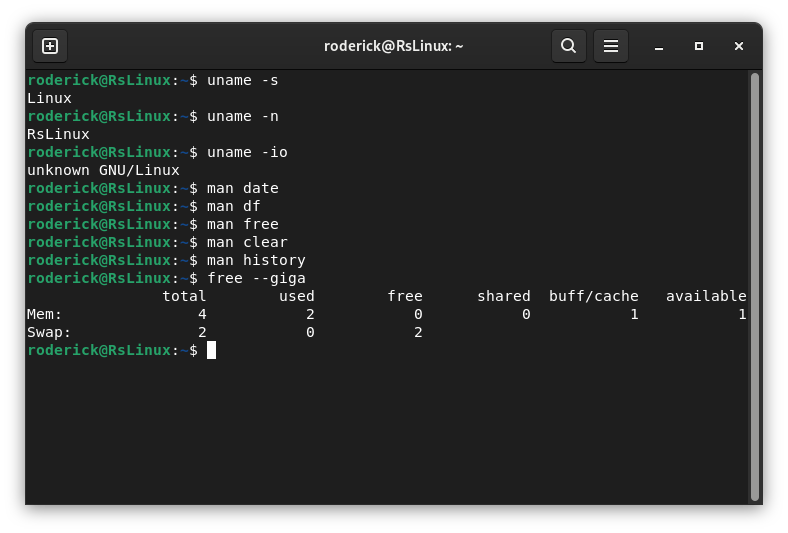 roderick@RsLinux: ~
roderick@RsLinux:~$ uname -s
Linux
roderick@RsLinux:~$ uname -n
RsLinux
roderick@RsLinux:~$ uname -io
unknown GNU/Linux
roderick@RsLinux:~$ man date
roderick@RsLinux:~$ man df
roderick@RsLinux:~$ man free
roderick@RsLinux:~$ man clear
roderick@RsLinux:~$ man history
roderick@RsLinux:~$ free --giga
               total        used        free      shared  buff/cache   available
Mem:               4           2           0           0           1           1
Swap:              2           0           2
roderick@RsLinux:~$